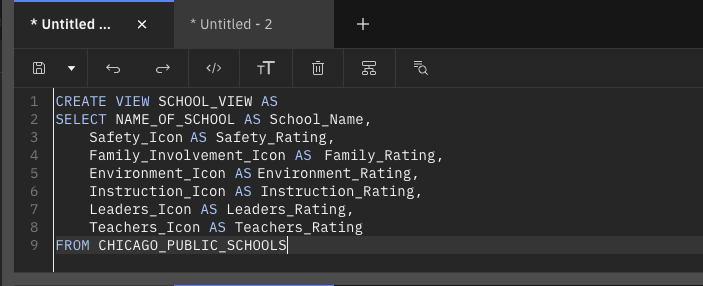 * Untitled ... ×
* Untitled - 2
+
</> TT
1 CREATE VIEW SCHOOL_VIEW AS
2 SELECT NAME_OF_SCHOOL AS School_Name,
3 Safety_Icon AS Safety_Rating,
4 Family_Involvement_Icon AS Family_Rating,
5 Environment_Icon AS Environment_Rating,
6 Instruction_Icon AS Instruction_Rating,
7 Leaders_Icon AS Leaders_Rating,
8 Teachers_Icon AS Teachers_Rating
9 FROM CHICAGO_PUBLIC_SCHOOLS